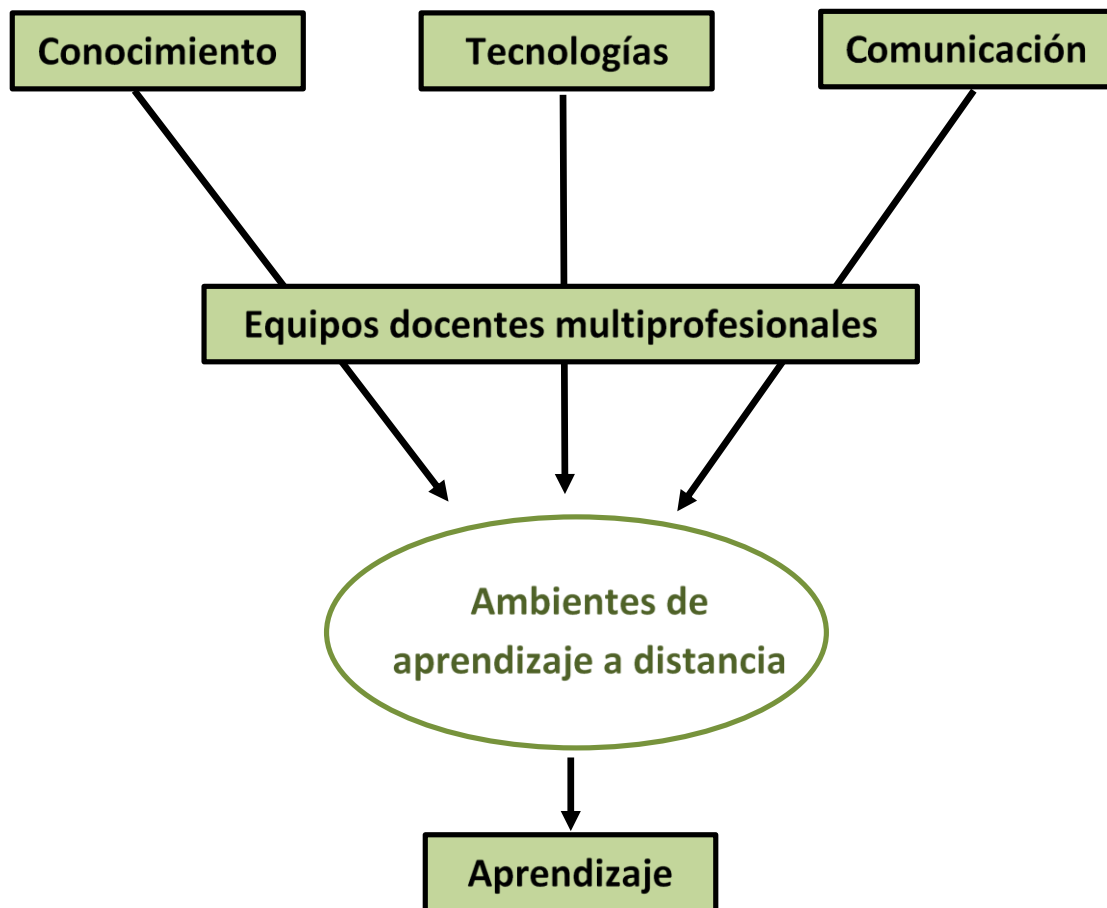 Conocimiento
Tecnologías
Comunicación
Equipos docentes multiprofesionales
Ambientes de
aprendizaje a distancia
Aprendizaje